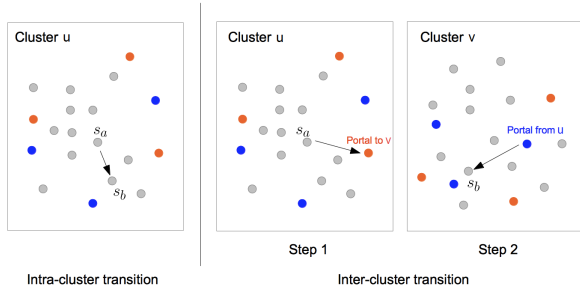 Cluster u
s_a
s_b
Intra-cluster transition
Cluster u
s_a
Portal to v
Step 1
Cluster v
Portal from u
s_b
Step 2
Inter-cluster transition